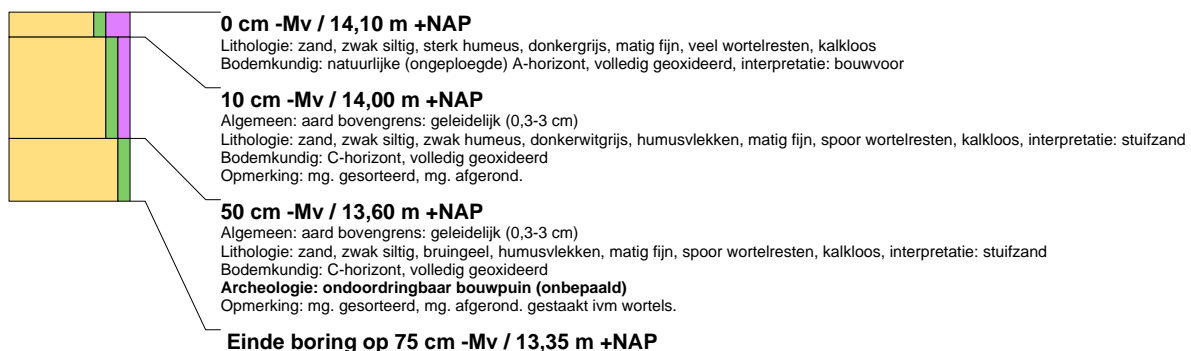 0 cm -Mv / 14,10 m +NAP
Lithologie: zand, zwak siltig, sterk humeus, donkergrijs, matig fijn, veel wortelresten, kalkloos
Bodemkundig: natuurlijke (ongeploegde) A-horizont, volledig geoxideerd, interpretatie: bouwvoor
10 cm -Mv / 14,00 m +NAP
Algemeen: aard bovengrens: geleidelijk (0,3-3 cm)
Lithologie: zand, zwak siltig, zwak humeus, donkerwitgrijs, humusvlekken, matig fijn, spoor wortelresten, kalkloos, interpretatie: stuifzand
Bodemkundig: C-horizont, volledig geoxideerd
Opmerking: mg. gesorteerd, mg. afgerond.
50 cm -Mv / 13,60 m +NAP
Algemeen: aard bovengrens: geleidelijk (0,3-3 cm)
Lithologie: zand, zwak siltig, bruingeel, humusvlekken, matig fijn, spoor wortelresten, kalkloos, interpretatie: stuifzand
Bodemkundig: C-horizont, volledig geoxideerd
Archeologie: ondoordringbaar bouwpuin (onbepaald)
Opmerking: mg. gesorteerd, mg. afgerond. gestaakt ivm wortels.
Einde boring op 75 cm -Mv / 13,35 m +NAP